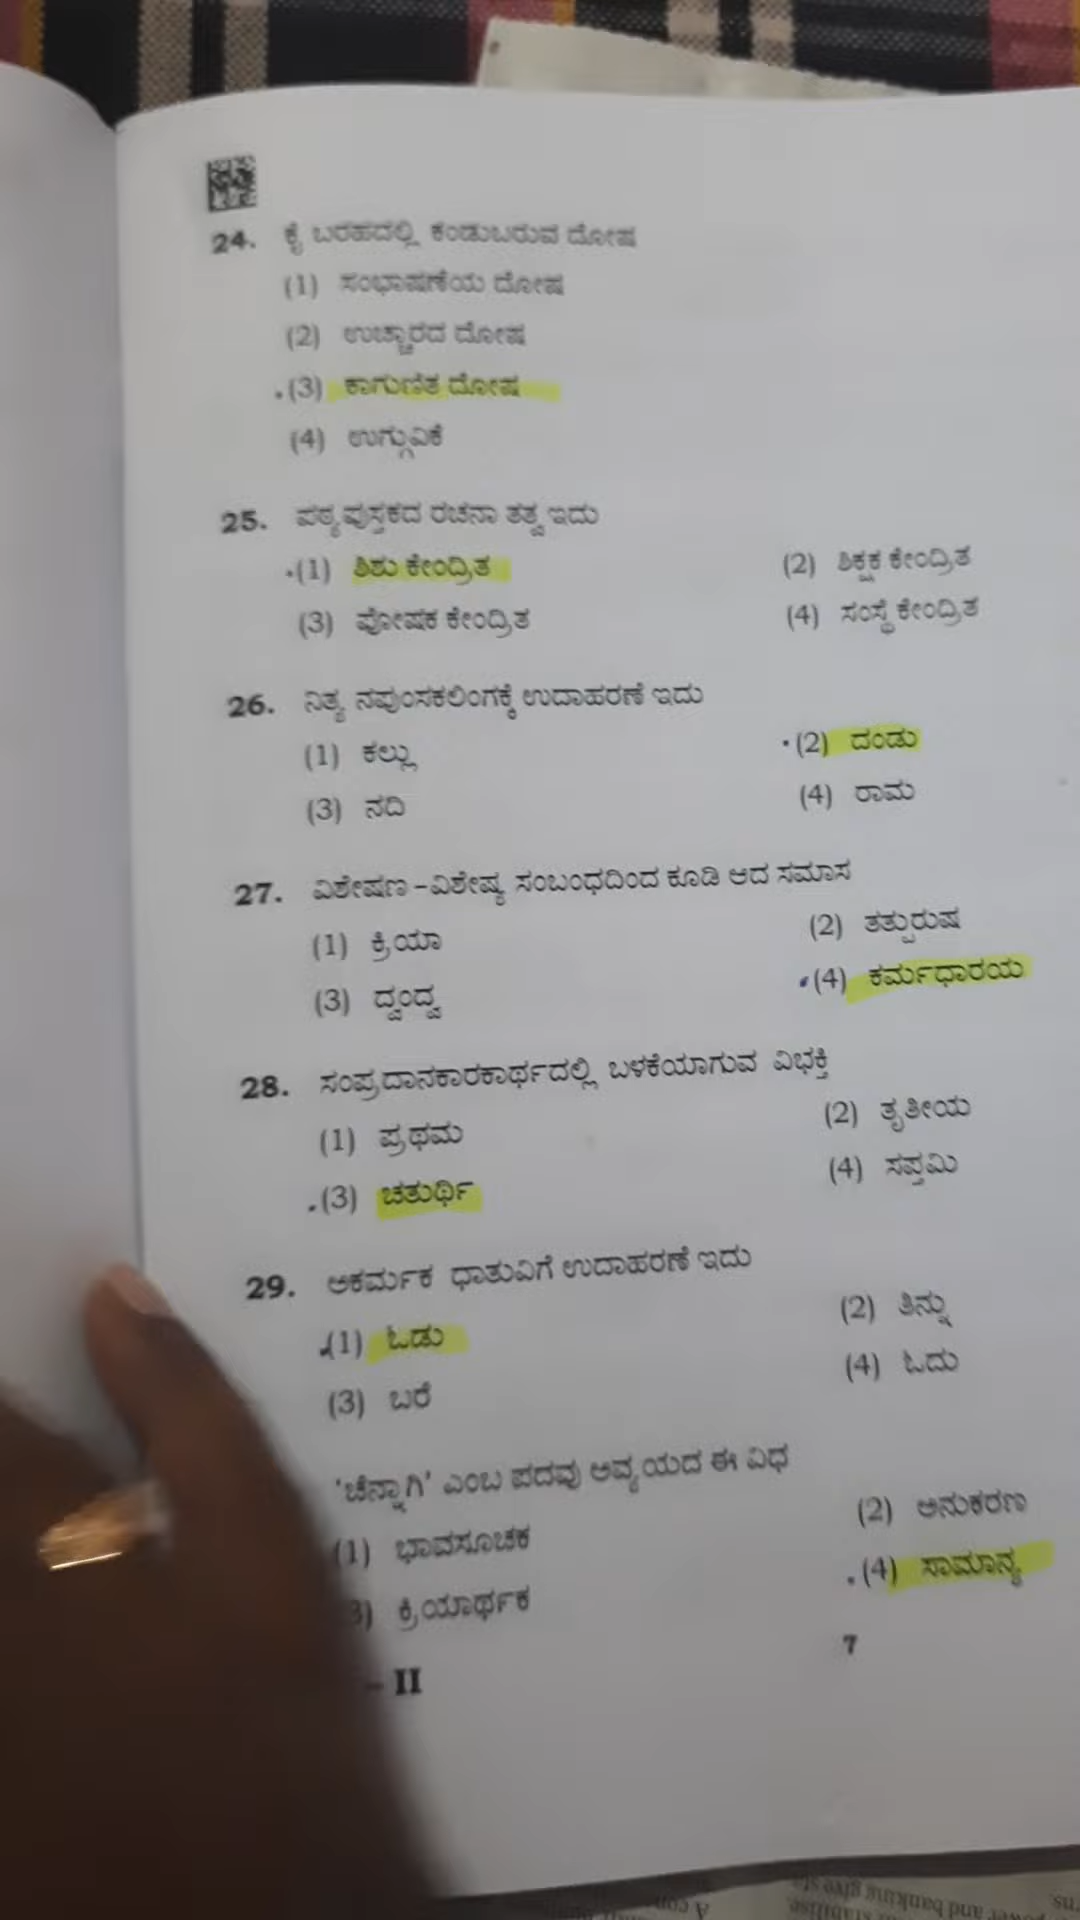 24. ಕೈ ಬರಹದಲ್ಲಿ ಕಂಡುಬರುವ ದೋಷ
(1) ಸಂಭಾಷಣೆಯ ದೋಷ
(2) ಉಚ್ಚಾರದ ದೋಷ
(3) ಕಾಗುಣಿತ ದೋಷ
(4) ಉಗ್ಗುವಿಕೆ
25. ಪಠ್ಯಪುಸ್ತಕದ ರಚನಾ ತತ್ವ ಇದು
(1) ಶಿಶು ಕೇಂದ್ರಿತ (2) ಶಿಕ್ಷಕ ಕೇಂದ್ರಿತ
(3) ಪೋಷಕ ಕೇಂದ್ರಿತ (4) ಸಂಸ್ಥೆ ಕೇಂದ್ರಿತ
26. ನಿತ್ಯ ನಪುಂಸಕಲಿಂಗಕ್ಕೆ ಉದಾಹರಣೆ ಇದು
(1) ಕಲ್ಲು (2) ದಂಡು
(3) ನದಿ (4) ರಾಮ
27. ವಿಶೇಷಣ -ವಿಶೇಷ್ಯ ಸಂಬಂಧದಿಂದ ಕೂಡಿ ಆದ ಸಮಾಸ
(1) ಕ್ರಿಯಾ (2) ತತ್ಪುರುಷ
(3) ದ್ವಂದ್ವ (4) ಕರ್ಮಧಾರಯ
28. ಸಂಪ್ರದಾನಕಾರಕಾರ್ಥದಲ್ಲಿ ಬಳಕೆಯಾಗುವ ವಿಭಕ್ತಿ
(1) ಪ್ರಥಮ (2) ತೃತೀಯ
(3) ಚತುರ್ಥಿ (4) ಸಪ್ತಮಿ
29. ಅಕರ್ಮಕ ಧಾತುವಿಗೆ ಉದಾಹರಣೆ ಇದು
(1) ಓಡು (2) ತಿನ್ನು
(3) ಬರೆ (4) ಓದು
'ಚೆನ್ನಾಗಿ' ಎಂಬ ಪದವು ಅವ್ಯಯದ ಈ ವಿಧ
(1) ಭಾವಸೂಚಕ (2) ಅನುಕರಣ
3) ಕ್ರಿಯಾರ್ಥಕ (4) ಸಾಮಾನ್ಯ
– II 7